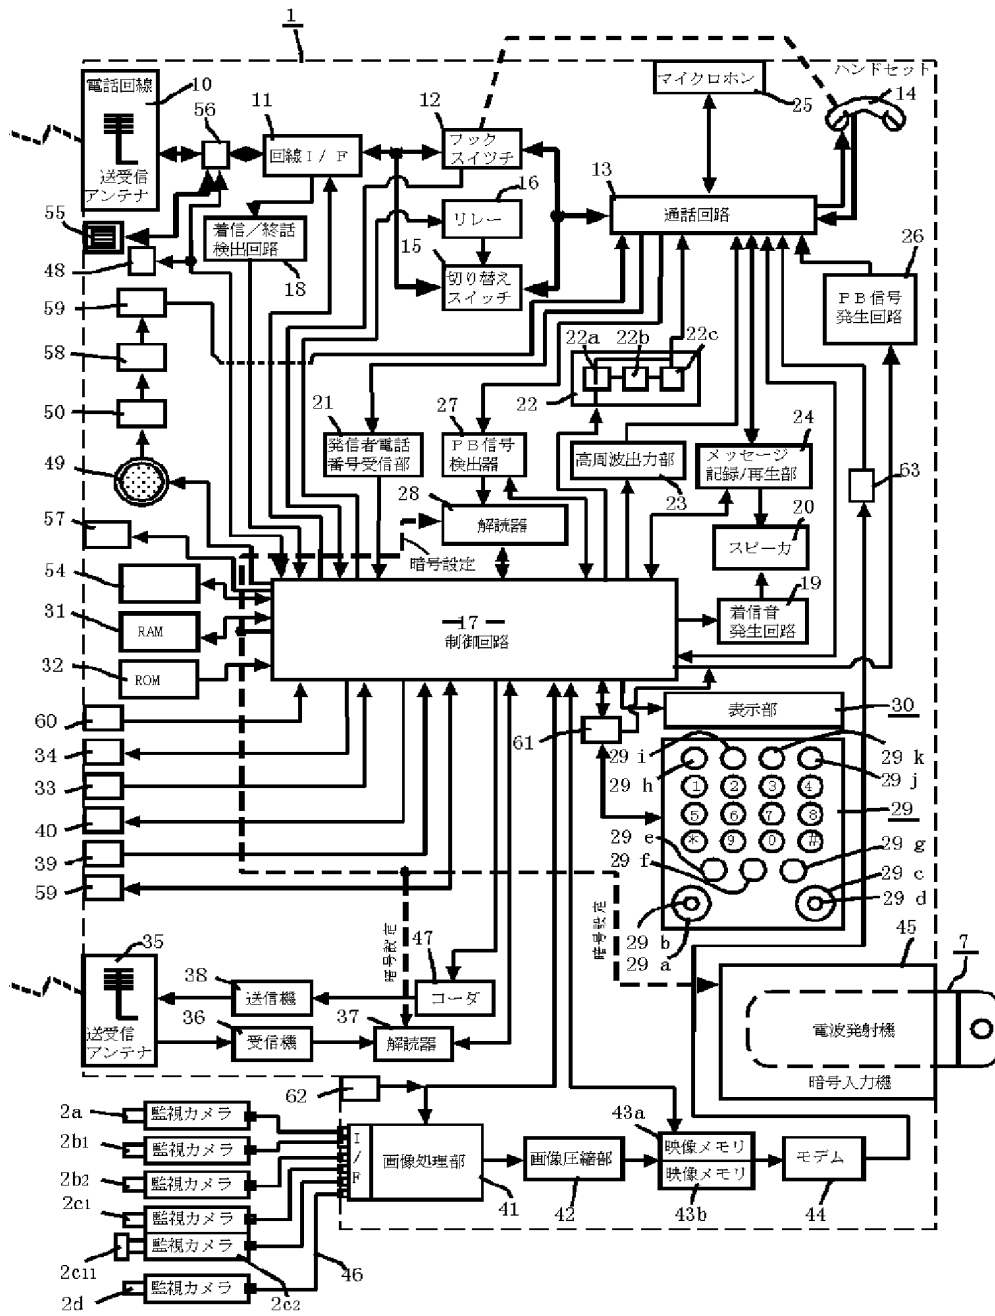 1
電話回線
10
送受信
アンテナ
56
11
回線I/F
12
フック
スイッチ
マイクロホン
25
ハンドセット
14
13
通話回路
16
リレー
15
切り替え
スイッチ
55
48
着信/終話
検出回路
18
26
PB信号
発生回路
59
58
50
49
57
22a
22b
22c
22
21
発信者電話
番号受信部
27
PB信号
検出器
高周波出力部
23
24
メッセージ
記録/再生部
63
28
解読器
暗号設定
20
スピーカ
19
着信音
発生回路
54
31
RAM
32
ROM
17
制御回路
60
34
33
40
39
59
61
表示部
30
29 i
29 h
29 k
29 j
1
2
3
4
5
6
7
8
*
9
0
#
29
29 e
29 f
29 g
29 c
29 d
29 b
29 a
暗号設定
暗号設定
35
送受信
アンテナ
38
送信機
36
受信機
47
コーダ
37
解読器
45
7
電波発射機
暗号入力機
62
2a
監視カメラ
2b1
監視カメラ
2b2
監視カメラ
2c1
監視カメラ
2c11
監視カメラ
2c2
2d
監視カメラ
46
I/F
画像処理部
41
画像圧縮部
42
43a
映像メモリ
映像メモリ
43b
モデム
44